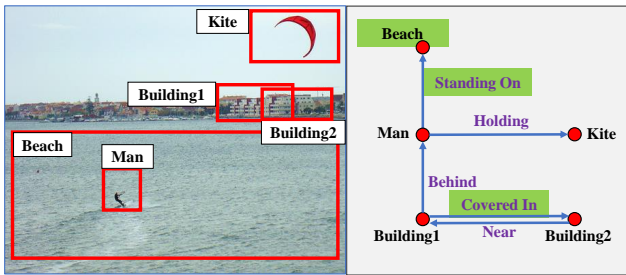 Kite
Building1
Building2
Beach
Man
Beach
Standing On
Man
Holding
Kite
Behind
Covered In
Building1
Near
Building2